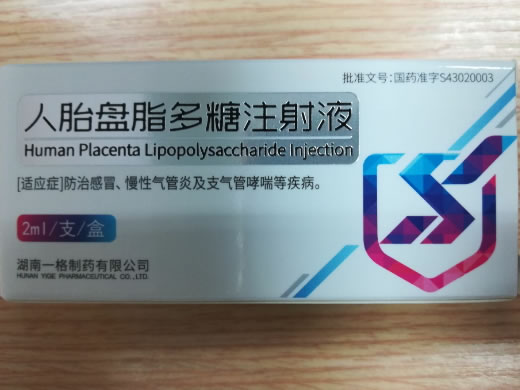 批准文号：国药准字S43020003
人胎盘脂多糖注射液
Human Placenta Lipopolysaccharide Injection
[适应症]防治感冒、慢性气管炎及支气管哮喘等疾病。
2ml/支/盒
湖南一格制药有限公司
HUNAN YIGE PHARMACEUTICAL CO.,LTD.